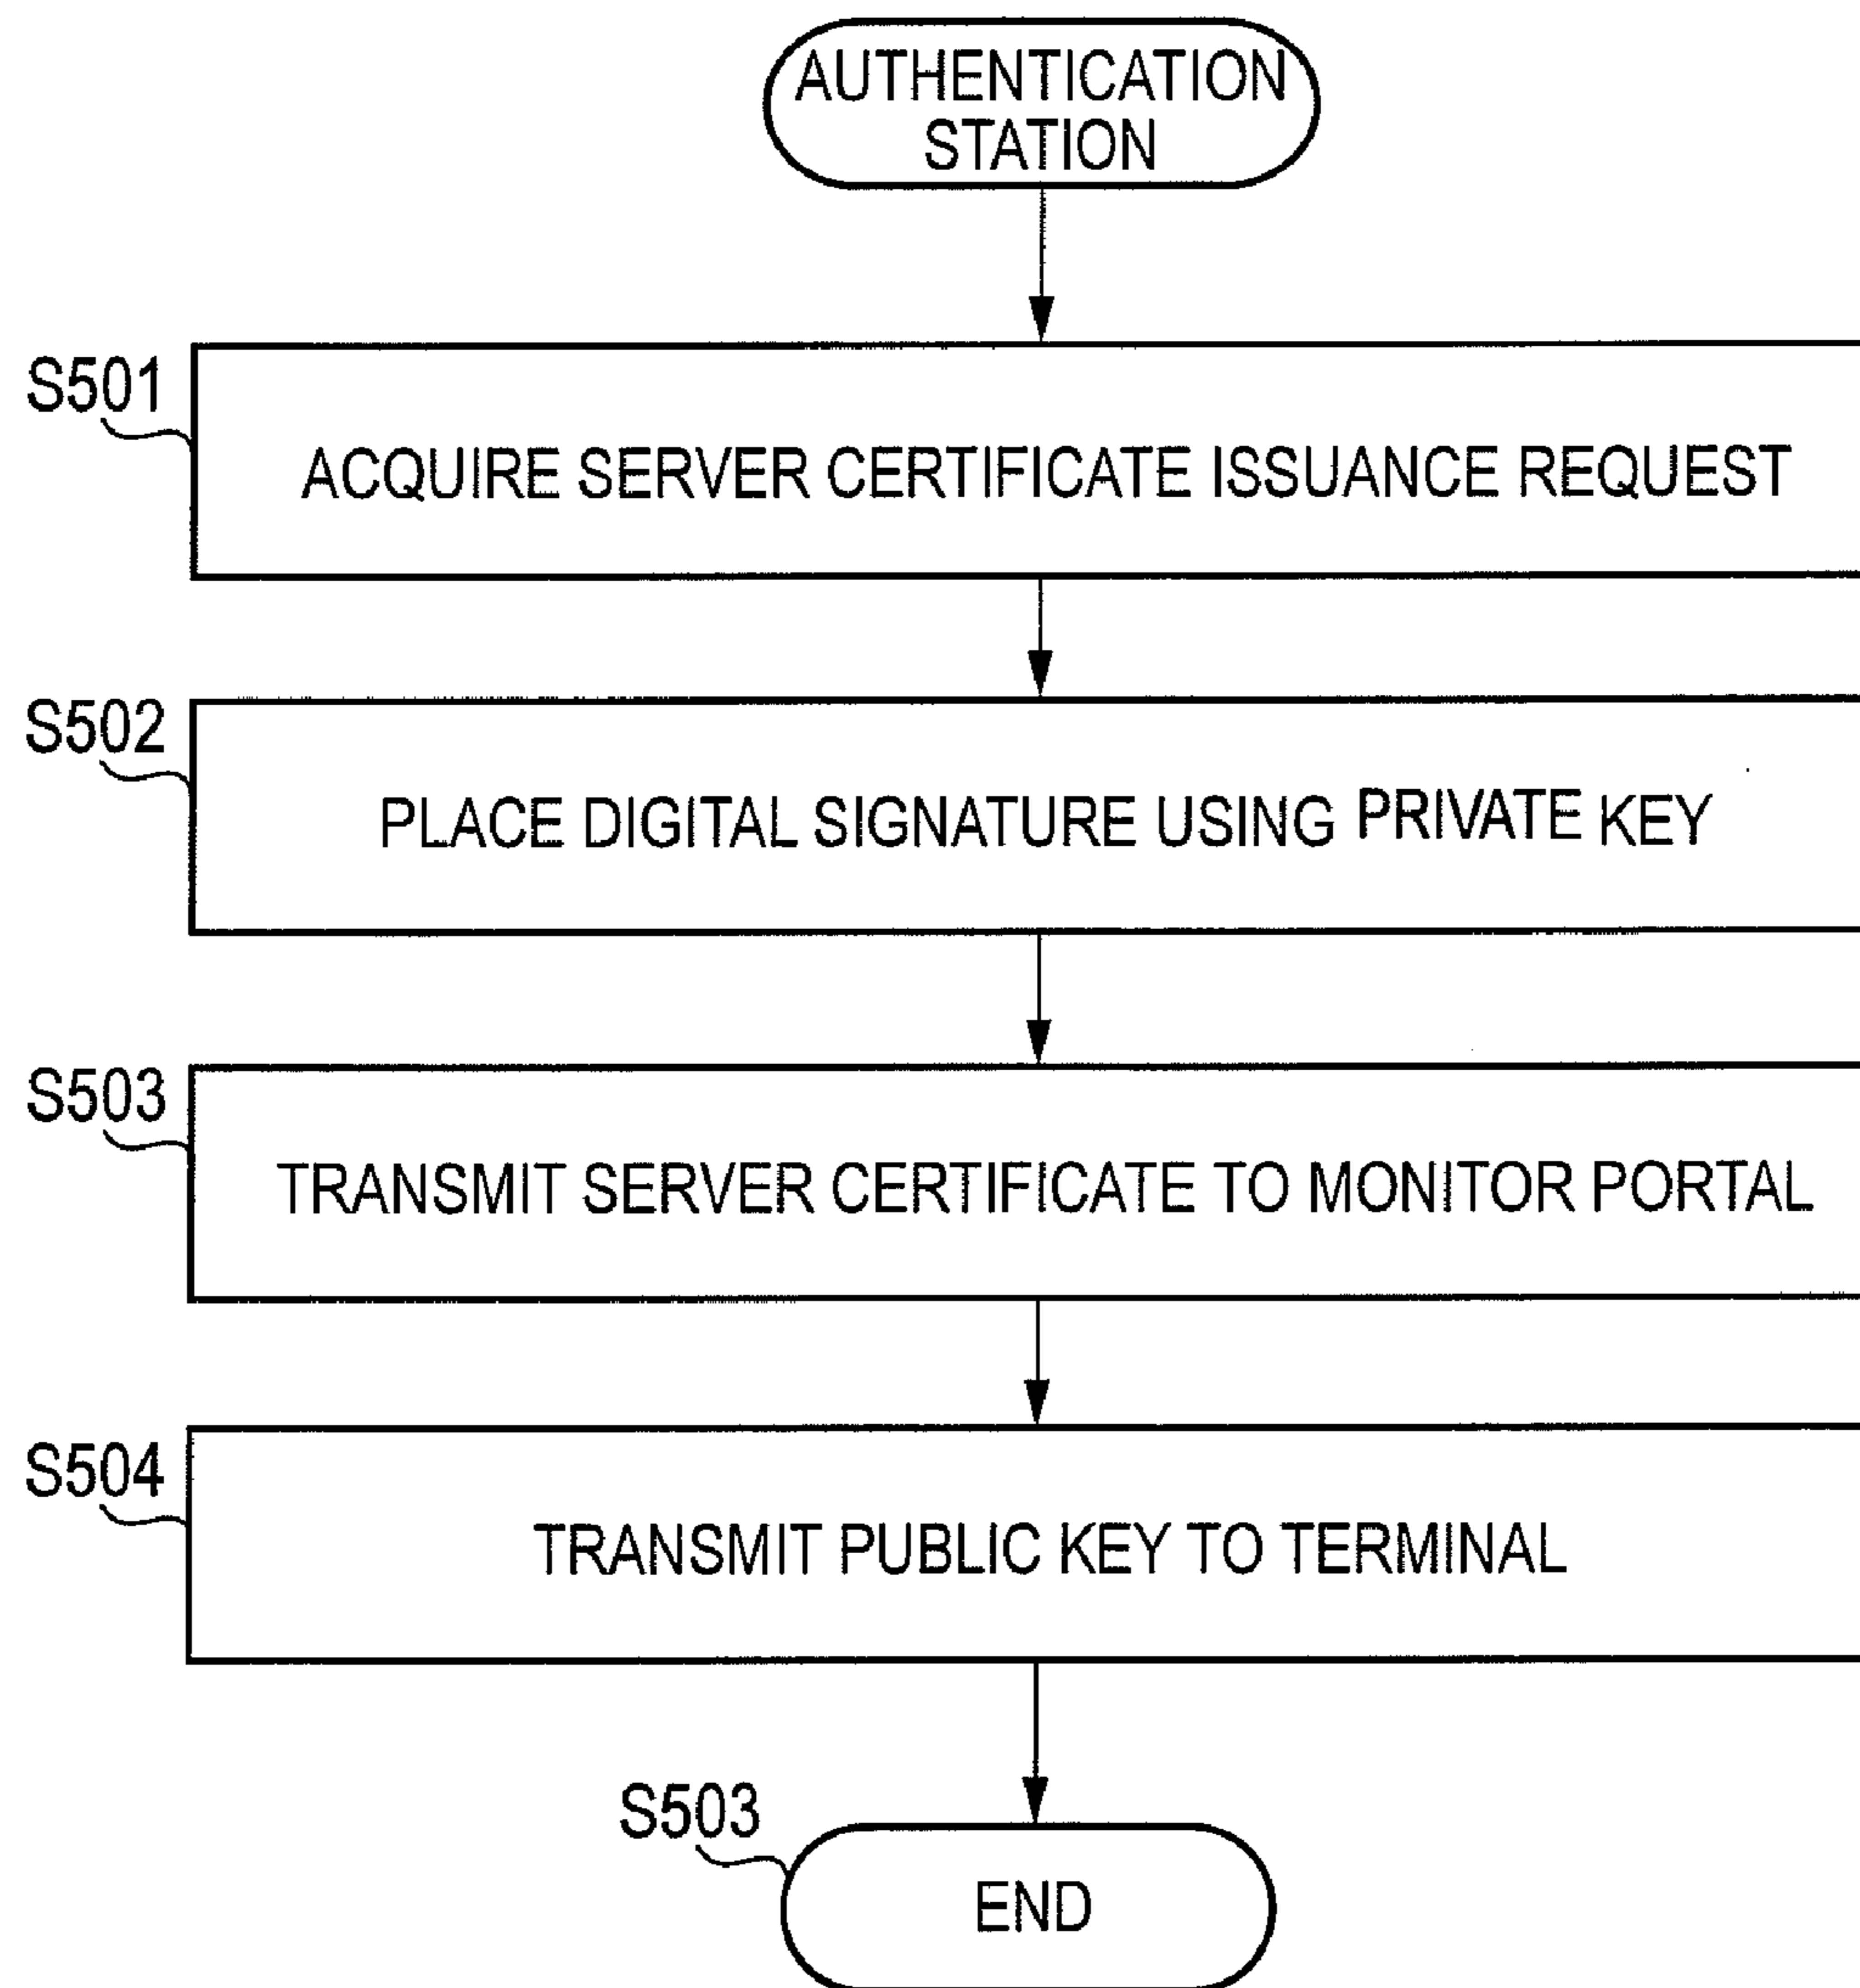 AUTHENTICATION
STATION
S501
ACQUIRE SERVER CERTIFICATE ISSUANCE REQUEST
S502
PLACE DIGITAL SIGNATURE USING PRIVATE KEY
S503
TRANSMIT SERVER CERTIFICATE TO MONITOR PORTAL
S504
TRANSMIT PUBLIC KEY TO TERMINAL
S503
END